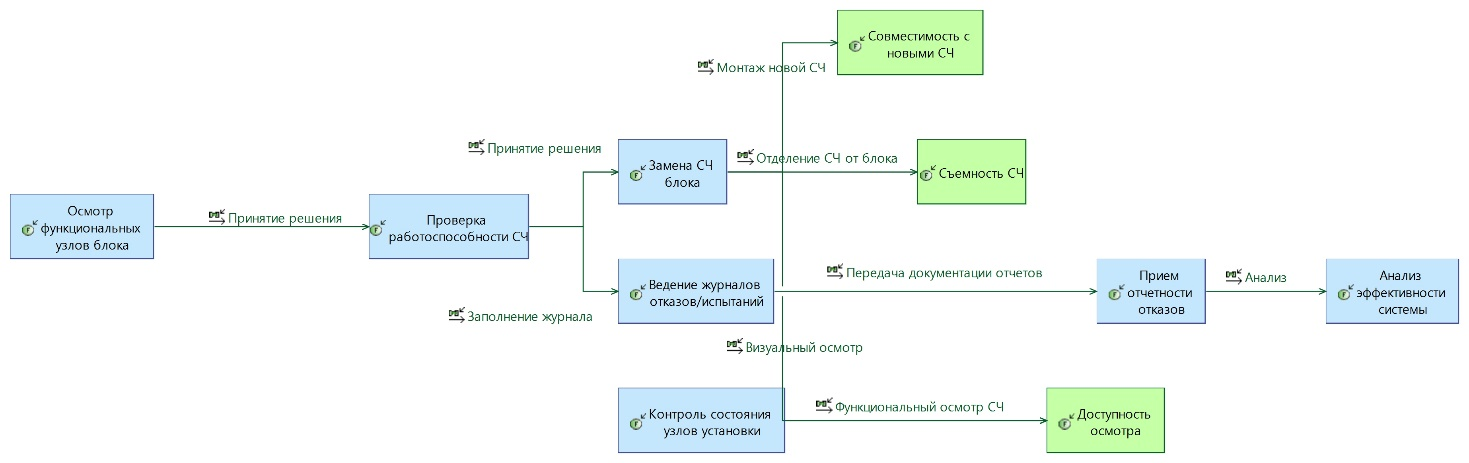 Совместимость с
новыми СЧ
Монтаж новой СЧ
Принятие решения
Замена СЧ
блока
Отделение СЧ от блока
Съемность СЧ
Осмотр
функциональных
узлов блока
Принятие решения
Проверка
работоспособности СЧ
Ведение журналов
отказов/испытаний
Передача документации отчетов
Прием
отчетности
отказов
Анализ
Анализ
эффективности
системы
Заполнение журнала
Визуальный осмотр
Контроль состояния
узлов установки
Функциональный осмотр СЧ
Доступность
осмотра